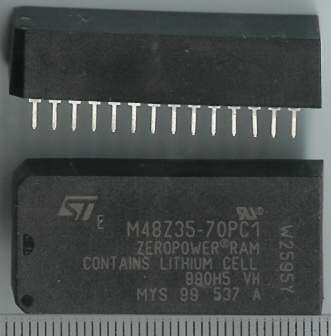 ST E M48Z35-70PC1
ZEROPOWER®RAM
CONTAINS LITHIUM CELL
990H5 VH
MYS 99 537 A
W2595Y